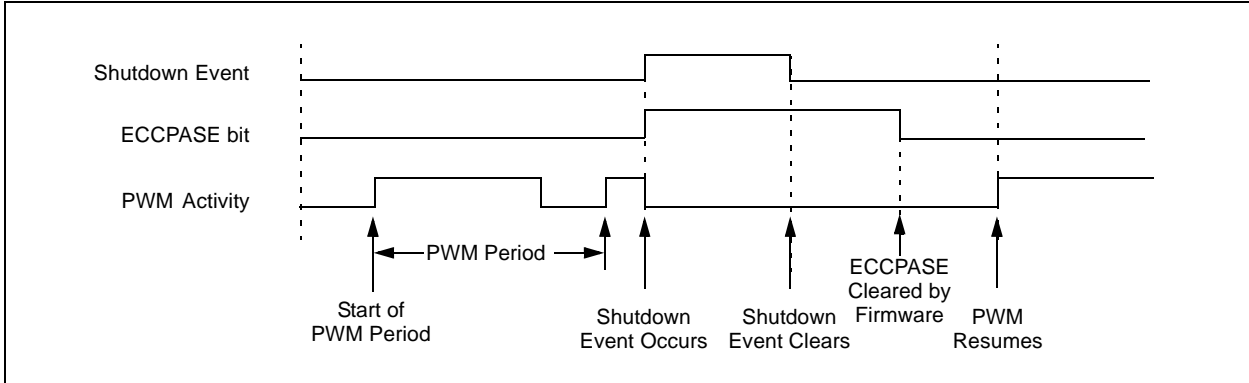 Shutdown Event
ECCPASE bit
PWM Activity
PWM Period
Start of
PWM Period
Shutdown
Event Occurs
Shutdown
Event Clears
ECCPASE
Cleared by
Firmware
PWM
Resumes